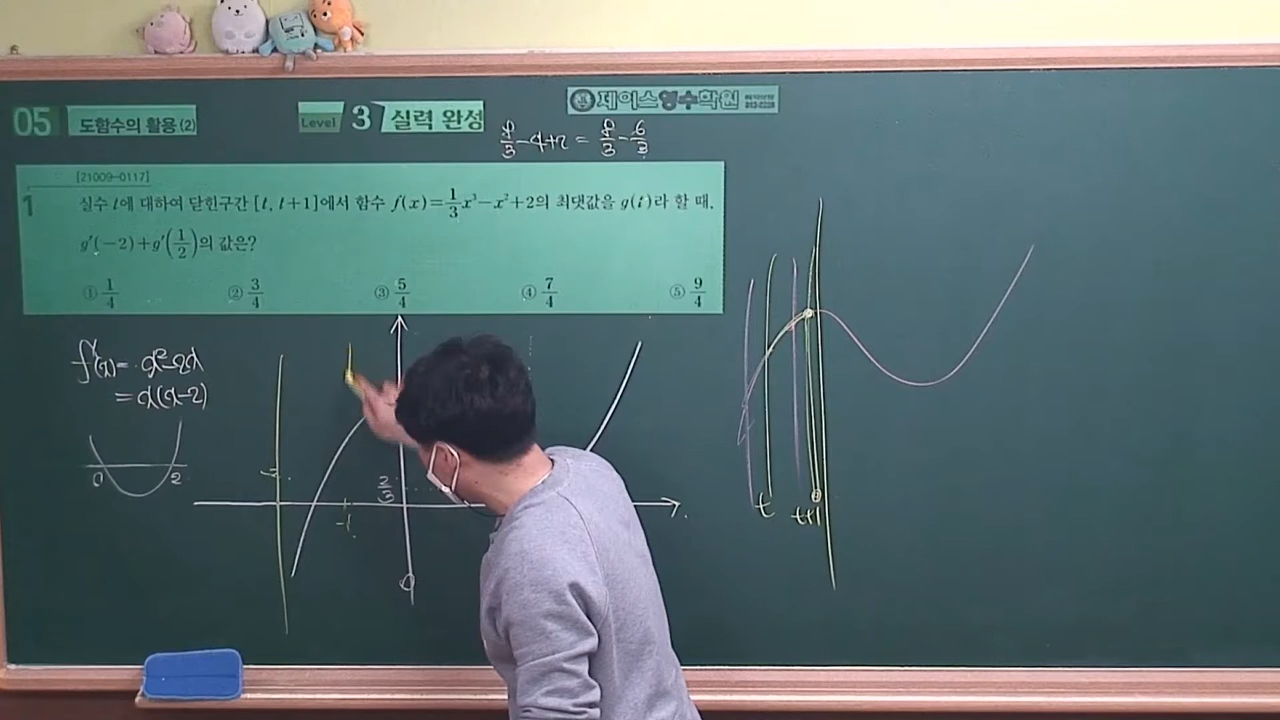 05 도함수의 활용 (2)
Level 3 실력 완성
제이스영수학원
8/3-4+2 = 8/3-6/3
[21009-0117]
1 실수 t에 대하여 닫힌구간 [t, t+1]에서 함수 f(x)=1/3x³-x²+2의 최댓값을 g(t)라 할 때,
g′(-2)+g′(1/2)의 값은?
① 1/4 ② 3/4 ③ 5/4 ④ 7/4 ⑤ 9/4
f′(x)= x²-2x
= x(x-2)
0 2
-2
-1
2/3
0
t t+1